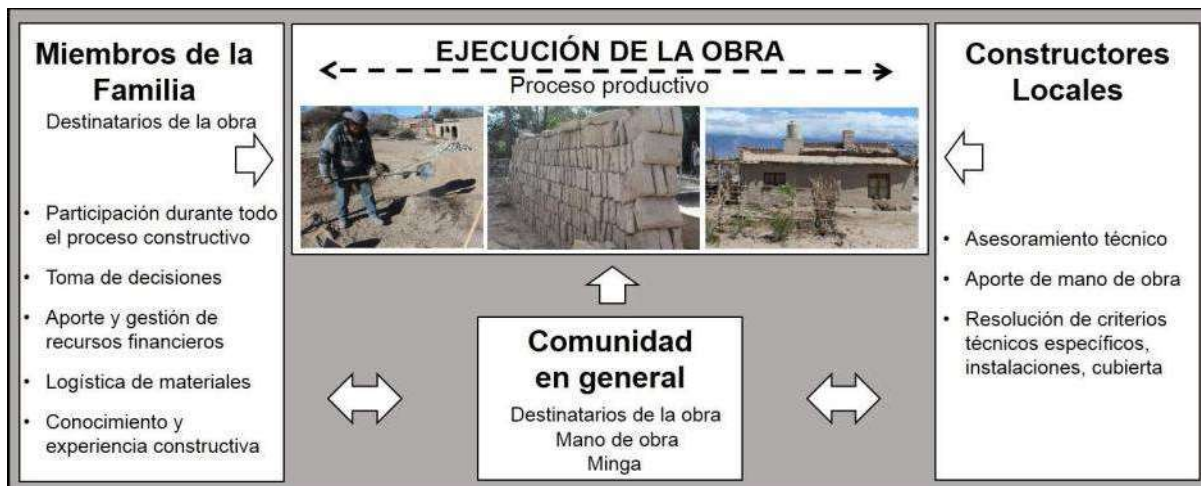 Miembros de la
Familia
Destinatarios de la obra
• Participación durante todo
el proceso constructivo
• Toma de decisiones
• Aporte y gestión de
recursos financieros
• Logística de materiales
• Conocimiento y
experiencia constructiva
EJECUCIÓN DE LA OBRA
Proceso productivo
Comunidad
en general
Destinatarios de la obra
Mano de obra
Minga
Constructores
Locales
• Asesoramiento técnico
• Aporte de mano de obra
• Resolución de criterios
técnicos específicos,
instalaciones, cubierta